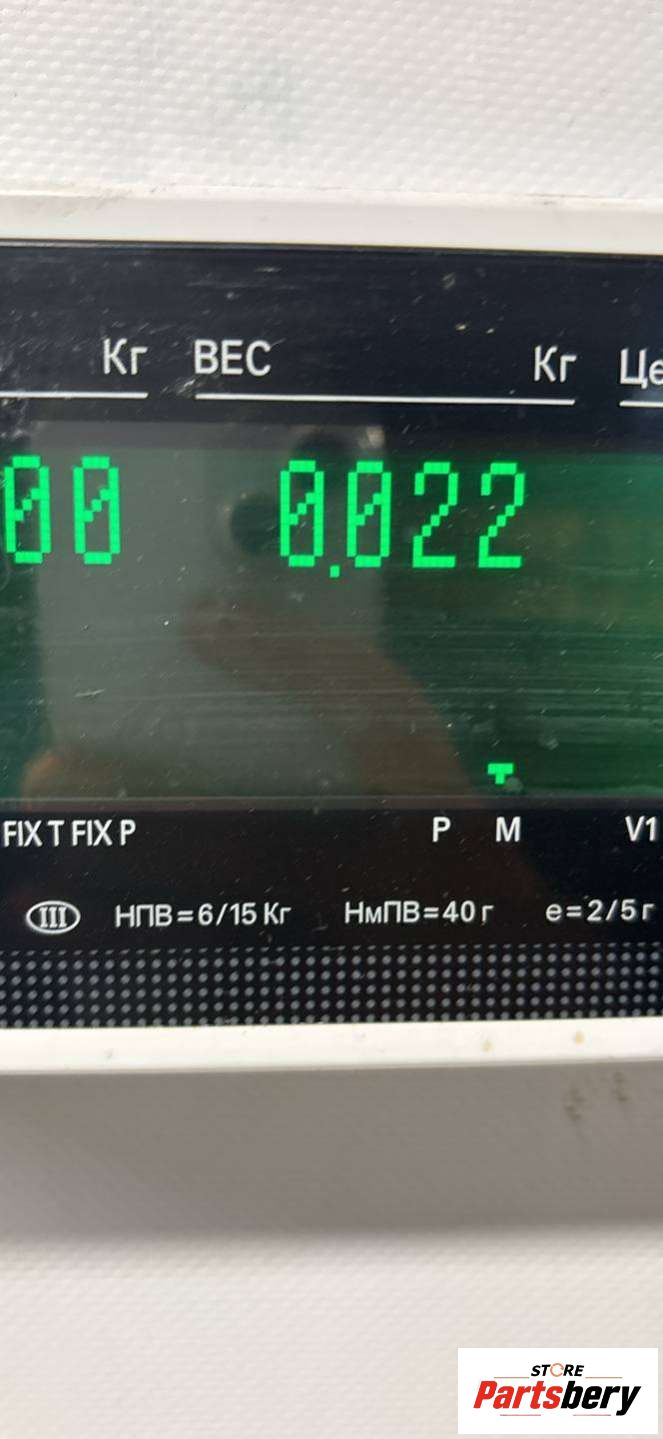 Кг ВЕС Кг Це
00 0.022
FIX T FIX P P M V1
III НПВ=6/15 Кг НмПВ=40 г e=2/5 г
STORE
Partsbery